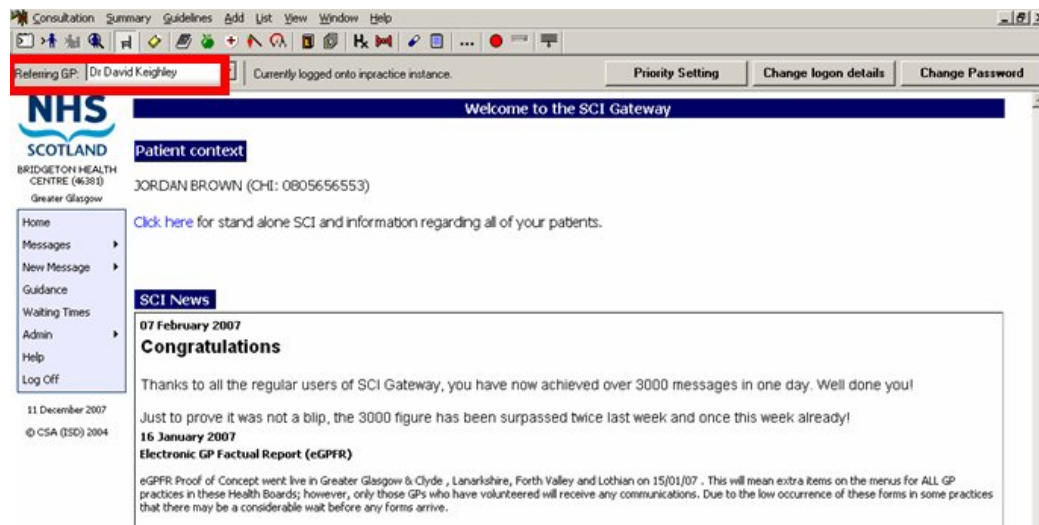 Consultation Summary Guidelines Add List View Window Help
Referring GP: Dr David Keighley Currently logged onto inpractice instance. Priority Setting Change logon details Change Password
NHS
SCOTLAND
BRIDGETON HEALTH
CENTRE (46381)
Greater Glasgow
Home
Messages
New Message
Guidance
Waiting Times
Admin
Help
Log Off
11 December 2007
© CSA (ISD) 2004
Welcome to the SCI Gateway
Patient context
JORDAN BROWN (CHI: 0805656553)
Click here for stand alone SCI and information regarding all of your patients.
SCI News
07 February 2007
Congratulations
Thanks to all the regular users of SCI Gateway, you have now achieved over 3000 messages in one day. Well done you!
Just to prove it was not a blip, the 3000 figure has been surpassed twice last week and once this week already!
16 January 2007
Electronic GP Factual Report (eGPFR)
eGPFR Proof of Concept went live in Greater Glasgow & Clyde , Lanarkshire, Forth Valley and Lothian on 15/01/07 . This will mean extra items on the menus for ALL GP
practices in these Health Boards; however, only those GPs who have volunteered will receive any communications. Due to the low occurrence of these forms in some practices
that there may be a considerable wait before any forms arrive.